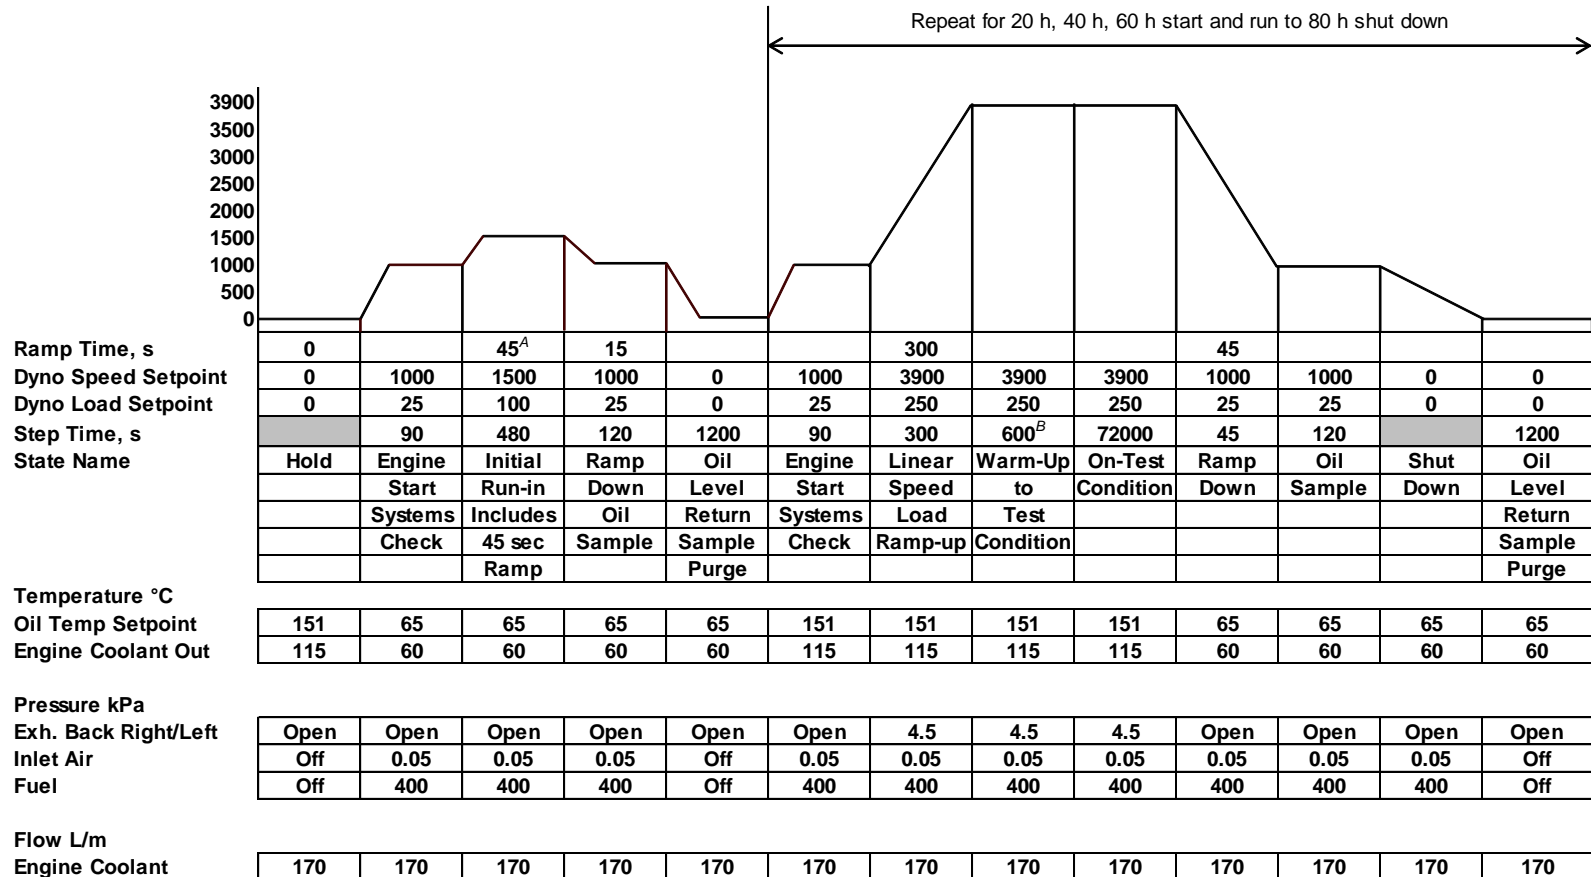 Repeat for 20 h, 40 h, 60 h start and run to 80 h shut down
3900
3500
3000
2500
2000
1500
1000
500
0
Ramp Time, s 0 45A 15 300 45
Dyno Speed Setpoint 0 1000 1500 1000 0 1000 3900 3900 3900 1000 1000 0 0
Dyno Load Setpoint 0 25 100 25 0 25 250 250 250 25 25 0 0
Step Time, s 90 480 120 1200 90 300 600B 72000 45 120 1200
State Name Hold Engine Initial Ramp Oil Engine Linear Warm-Up On-Test Ramp Oil Shut Oil
Start Run-in Down Level Start Speed to Condition Down Sample Down Level
Systems Includes Oil Return Systems Load Test Return
Check 45 sec Sample Sample Check Ramp-up Condition Sample
Ramp Purge Purge
Temperature °C
Oil Temp Setpoint 151 65 65 65 65 151 151 151 151 65 65 65 65
Engine Coolant Out 115 60 60 60 60 115 115 115 115 60 60 60 60
Pressure kPa
Exh. Back Right/Left Open Open Open Open Open Open 4.5 4.5 4.5 Open Open Open Open
Inlet Air Off 0.05 0.05 0.05 Off 0.05 0.05 0.05 0.05 0.05 0.05 0.05 Off
Fuel Off 400 400 400 Off 400 400 400 400 400 400 400 Off
Flow L/m
Engine Coolant 170 170 170 170 170 170 170 170 170 170 170 170 170